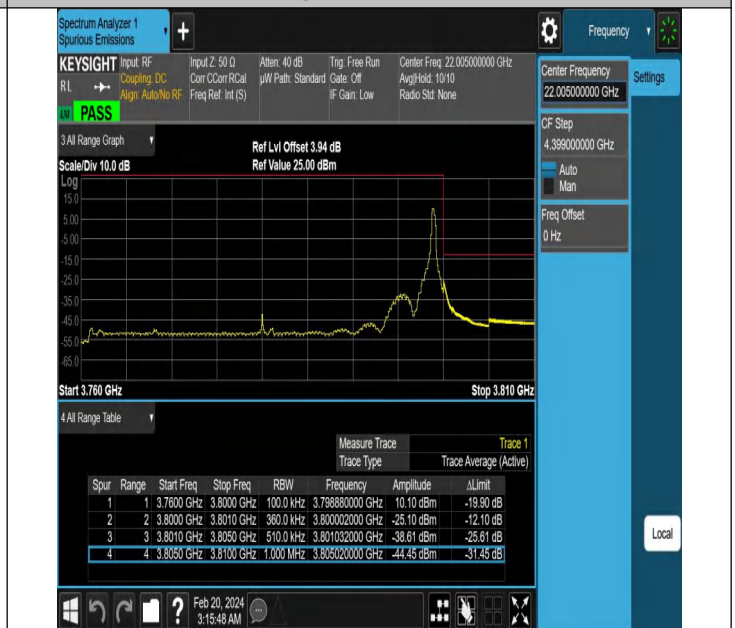 Spectrum Analyzer 1
Spurious Emissions
+
Frequency
KEYSIGHT
RL
Input: RF
Coupling: DC
Align: Auto/No RF
Input Z: 50 Ω
Corr CCorr RCal
Freq Ref: Int (S)
Atten: 40 dB
µW Path: Standard
Trig: Free Run
Gate: Off
IF Gain: Low
Center Freq: 22.005000000 GHz
Avg|Hold: 10/10
Radio Std: None
LM PASS
Center Frequency
22.005000000 GHz
Settings
CF Step
4.399000000 GHz
Auto
Man
Freq Offset
0 Hz
Local
3 All Range Graph
Scale/Div 10.0 dB
Ref Lvl Offset 3.94 dB
Ref Value 25.00 dBm
Log
15.0
5.00
-5.00
-15.0
-25.0
-35.0
-45.0
-55.0
-65.0
Start 3.760 GHz Stop 3.810 GHz
4 All Range Table
Measure Trace Trace 1
Trace Type Trace Average (Active)
Spur Range Start Freq Stop Freq RBW Frequency Amplitude ΔLimit
1 1 3.7600 GHz 3.8000 GHz 100.0 kHz 3.798880000 GHz 10.10 dBm -19.90 dB
2 2 3.8000 GHz 3.8010 GHz 360.0 kHz 3.800002000 GHz -25.10 dBm -12.10 dB
3 3 3.8010 GHz 3.8050 GHz 510.0 kHz 3.801032000 GHz -38.61 dBm -25.61 dB
4 4 3.8050 GHz 3.8100 GHz 1.000 MHz 3.805020000 GHz -44.45 dBm -31.45 dB
?
Feb 20, 2024
3:15:48 AM